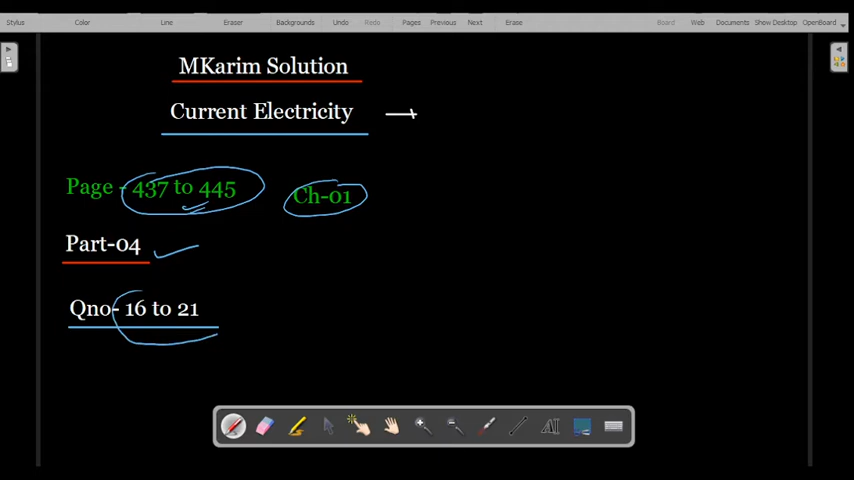 Stylus Color Line Eraser Backgrounds Undo Redo Pages Previous Next Erase Board Web Documents Show Desktop OpenBoard
MKarim Solution
Current Electricity
Page - 437 to 445 Ch-01
Part-04
Qno- 16 to 21
AI